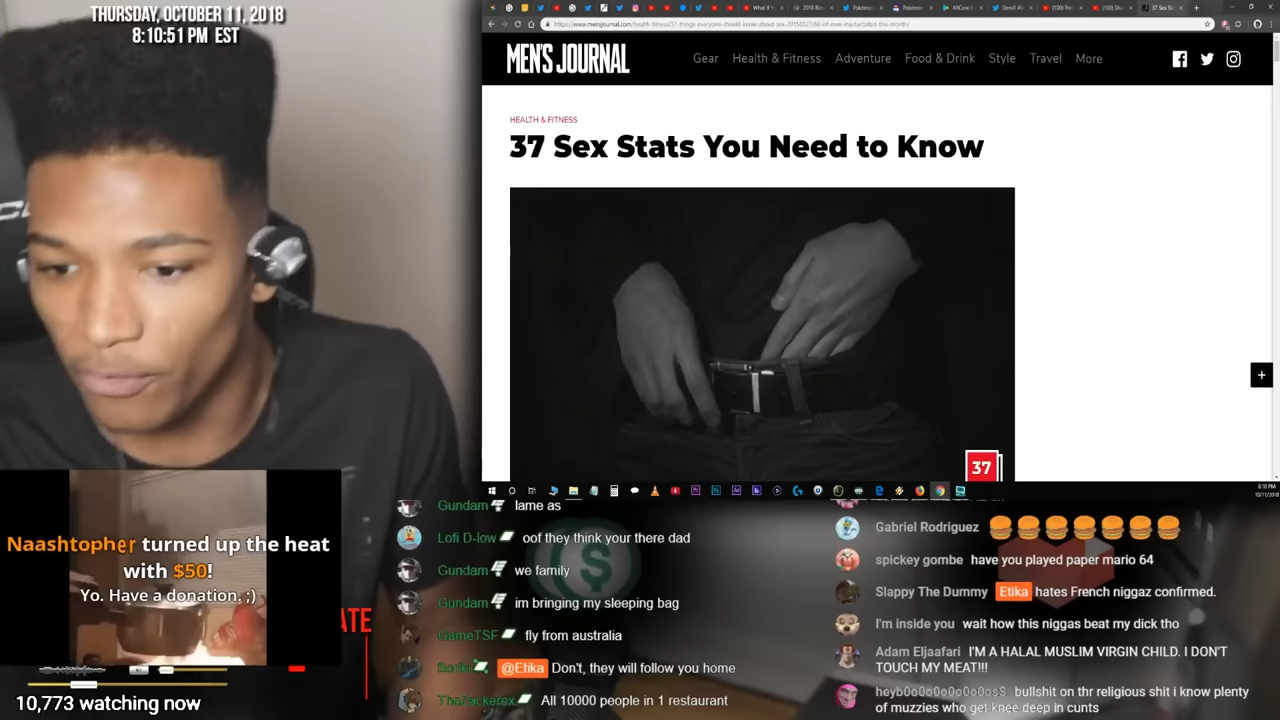 THURSDAY, OCTOBER 11, 2018
8:10:51 PM EST
MEN'S JOURNAL
Gear
Health & Fitness
Adventure
Food & Drink
Style
Travel
More
HEALTH & FITNESS
37 Sex Stats You Need to Know
37
8:10 PM
10/11/2018
Naashtopher turned up the heat
with $50!
Yo. Have a donation. ;)
10,773 watching now
Gundam lame as
Lofi D-low oof they think your there dad
Gundam we family
Gundam im bringing my sleeping bag
GameTSF fly from australia
@Etika Don't, they will follow you home
All 10000 people in 1 restaurant
Gabriel Rodriguez 🍔🍔🍔🍔🍔🍔🍔
spickey gombe have you played paper mario 64
Slappy The Dummy Etika hates French niggaz confirmed.
I'm inside you wait how this niggas beat my dick tho
Adam Eljaafari I'M A HALAL MUSLIM VIRGIN CHILD. I DON'T
TOUCH MY MEAT!!!
bullshit on thr religious shit i know plenty
of muzzies who get knee deep in cunts